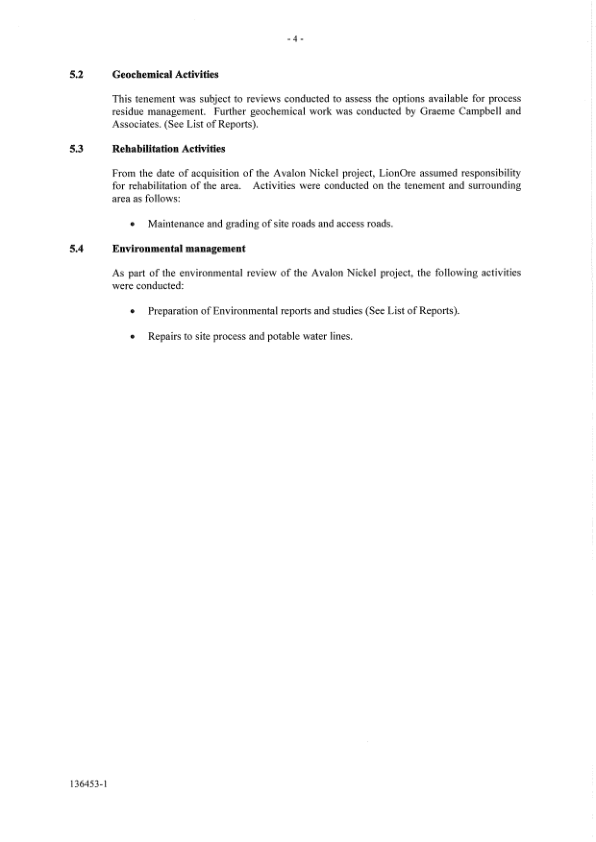 - 4 -
5.2 Geochemical Activities
This tenement was subject to reviews conducted to assess the options available for process
residue management. Further geochemical work was conducted by Graeme Campbell and
Associates. (See List of Reports).
5.3 Rehabilitation Activities
From the date of acquisition of the Avalon Nickel project, LionOre assumed responsibility
for rehabilitation of the area. Activities were conducted on the tenement and surrounding
area as follows:
• Maintenance and grading of site roads and access roads.
5.4 Environmental management
As part of the environmental review of the Avalon Nickel project, the following activities
were conducted:
• Preparation of Environmental reports and studies (See List of Reports).
• Repairs to site process and potable water lines.
136453-1